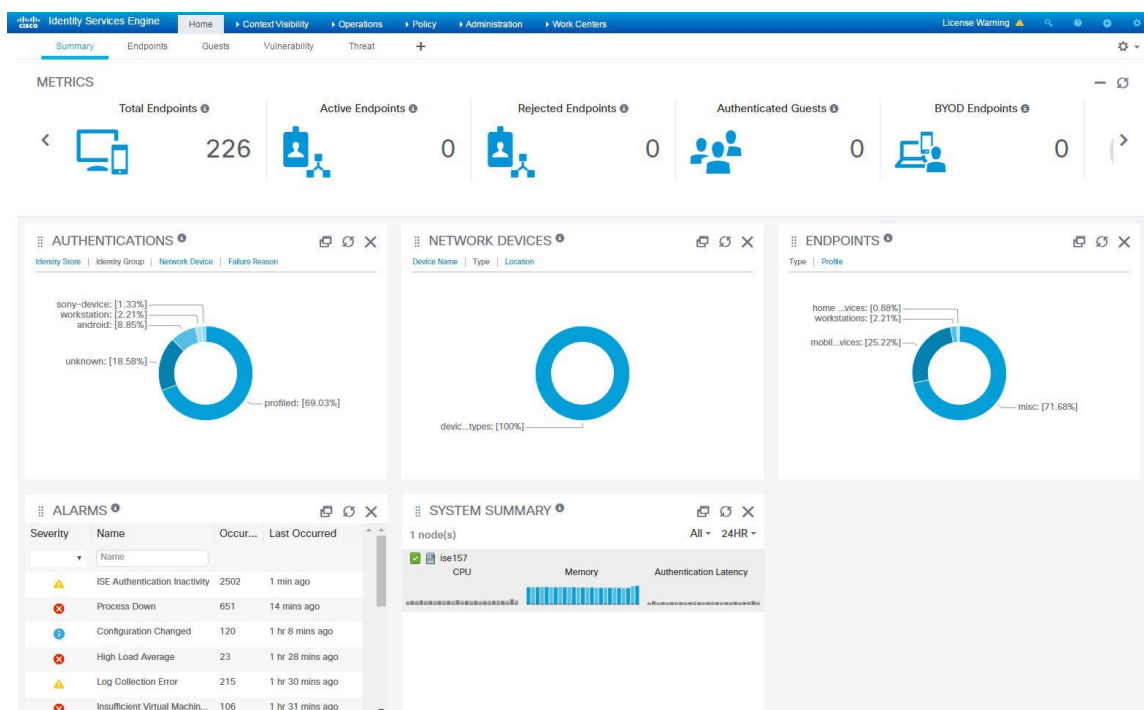 cisco Identity Services Engine Home Context Visibility Operations Policy Administration Work Centers License Warning
Summary Endpoints Guests Vulnerability Threat +
METRICS
Total Endpoints Active Endpoints Rejected Endpoints Authenticated Guests BYOD Endpoints
226 0 0 0 0
AUTHENTICATIONS
Identity Store | Identity Group | Network Device | Failure Reason
sony-device: [1.33%]
workstation: [2.21%]
android: [8.85%]
unknown: [18.58%]
profiled: [69.03%]
NETWORK DEVICES
Device Name | Type | Location
devic...types: [100%]
ENDPOINTS
Type | Profile
home ...vices: [0.88%]
workstations: [2.21%]
mobil...vices: [25.22%]
misc: [71.68%]
ALARMS
Severity Name Occur... Last Occurred
Name
ISE Authentication Inactivity 2502 1 min ago
Process Down 651 14 mins ago
Configuration Changed 120 1 hr 8 mins ago
High Load Average 23 1 hr 28 mins ago
Log Collection Error 215 1 hr 30 mins ago
Insufficient Virtual Machin... 106 1 hr 31 mins ago
SYSTEM SUMMARY
1 node(s) All 24HR
ise157
CPU Memory Authentication Latency